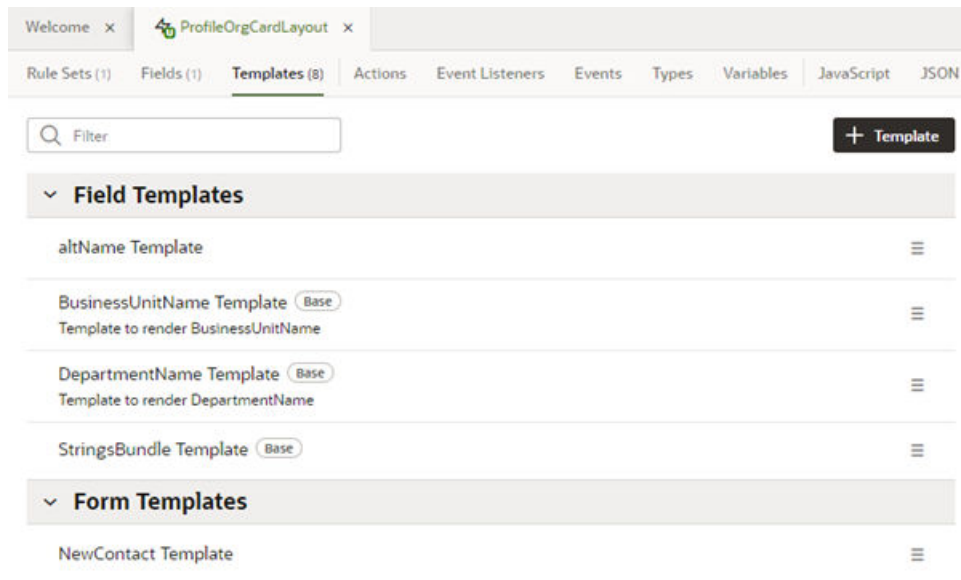 Welcome × ProfileOrgCardLayout ×
Rule Sets (1) Fields (1) Templates (8) Actions Event Listeners Events Types Variables JavaScript JSON
Filter
+ Template
Field Templates
altName Template
BusinessUnitName Template Base
Template to render BusinessUnitName
DepartmentName Template Base
Template to render DepartmentName
StringsBundle Template Base
Form Templates
NewContact Template